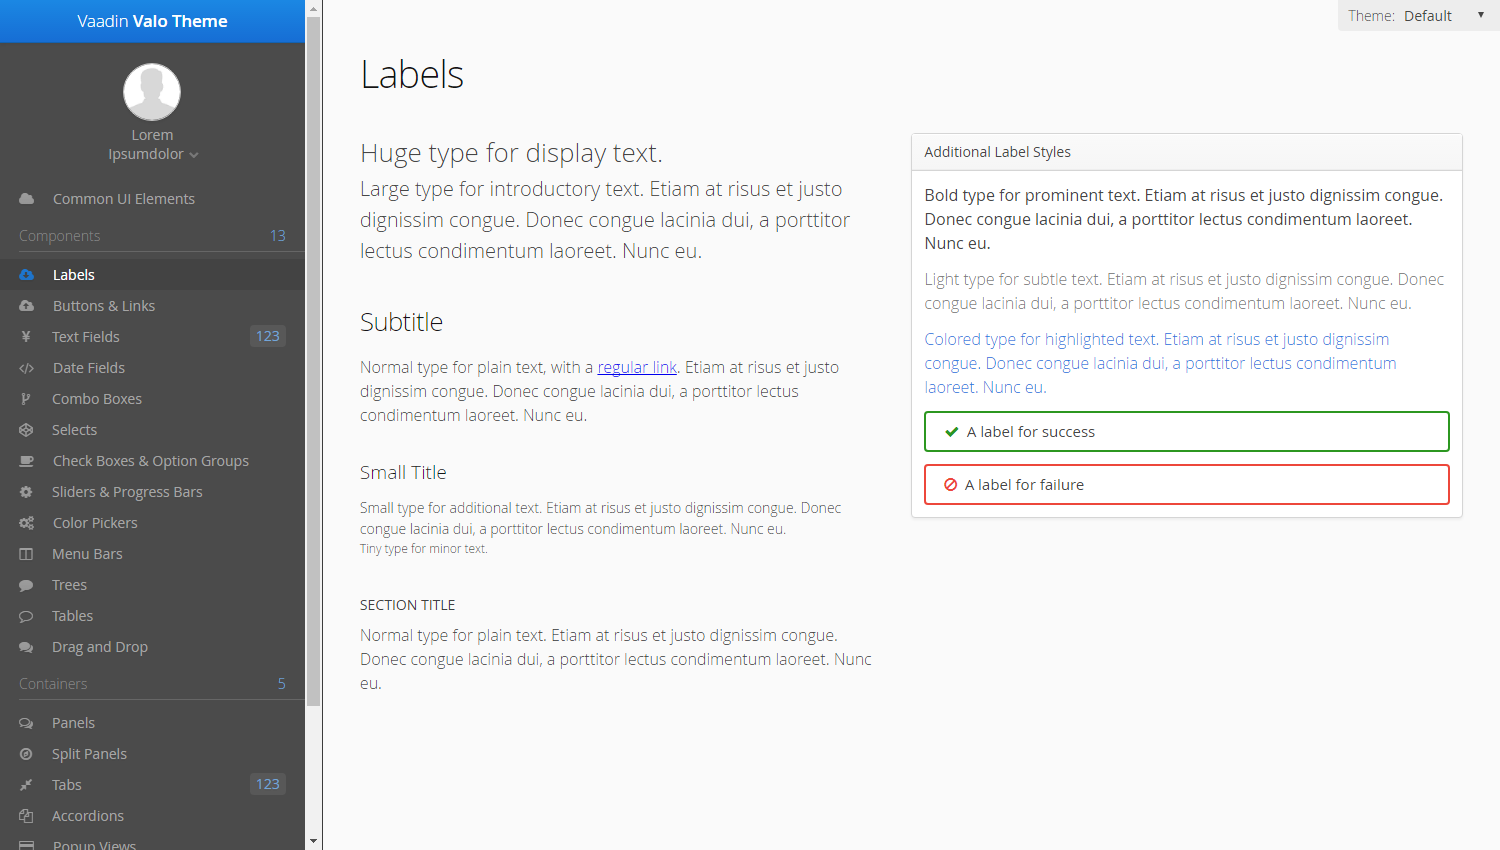 Vaadin Valo Theme
Lorem
Ipsumdolor
Common UI Elements
Components 13
Labels
Buttons & Links
Text Fields 123
Date Fields
Combo Boxes
Selects
Check Boxes & Option Groups
Sliders & Progress Bars
Color Pickers
Menu Bars
Trees
Tables
Drag and Drop
Containers 5
Panels
Split Panels
Tabs 123
Accordions
Popup Views
Theme: Default
Labels
Huge type for display text.
Large type for introductory text. Etiam at risus et justo
dignissim congue. Donec congue lacinia dui, a porttitor
lectus condimentum laoreet. Nunc eu.
Subtitle
Normal type for plain text, with a regular link. Etiam at risus et justo
dignissim congue. Donec congue lacinia dui, a porttitor lectus
condimentum laoreet. Nunc eu.
Small Title
Small type for additional text. Etiam at risus et justo dignissim congue. Donec
congue lacinia dui, a porttitor lectus condimentum laoreet. Nunc eu.
Tiny type for minor text.
SECTION TITLE
Normal type for plain text. Etiam at risus et justo dignissim congue.
Donec congue lacinia dui, a porttitor lectus condimentum laoreet. Nunc
eu.
Additional Label Styles
Bold type for prominent text. Etiam at risus et justo dignissim congue.
Donec congue lacinia dui, a porttitor lectus condimentum laoreet.
Nunc eu.
Light type for subtle text. Etiam at risus et justo dignissim congue. Donec
congue lacinia dui, a porttitor lectus condimentum laoreet. Nunc eu.
Colored type for highlighted text. Etiam at risus et justo dignissim
congue. Donec congue lacinia dui, a porttitor lectus condimentum
laoreet. Nunc eu.
A label for success
A label for failure